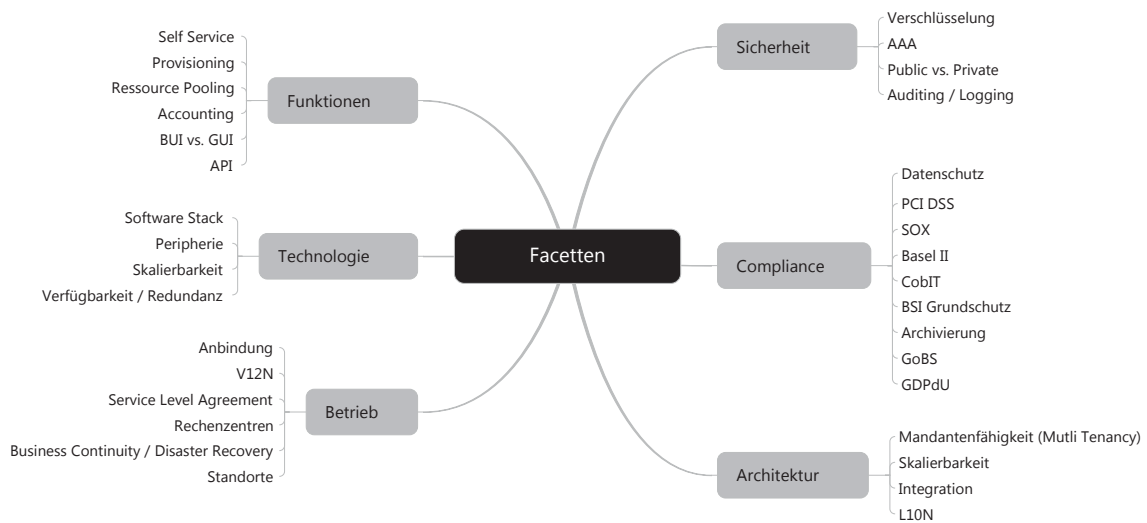 Facetten
Funktionen
Self Service
Provisioning
Ressource Pooling
Accounting
BUI vs. GUI
API
Technologie
Software Stack
Peripherie
Skalierbarkeit
Verfügbarkeit / Redundanz
Betrieb
Anbindung
V12N
Service Level Agreement
Rechenzentren
Business Continuity / Disaster Recovery
Standorte
Sicherheit
Verschlüsselung
AAA
Public vs. Private
Auditing / Logging
Compliance
Datenschutz
PCI DSS
SOX
Basel II
CobIT
BSI Grundschutz
Archivierung
GoBS
GDPdU
Architektur
Mandantenfähigkeit (Mutli Tenancy)
Skalierbarkeit
Integration
L10N